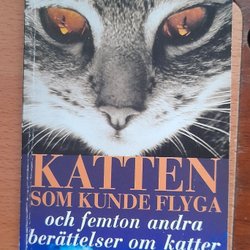 KATTEN
SOM KUNDE FLYGA
och femton andra
berättelser om katter